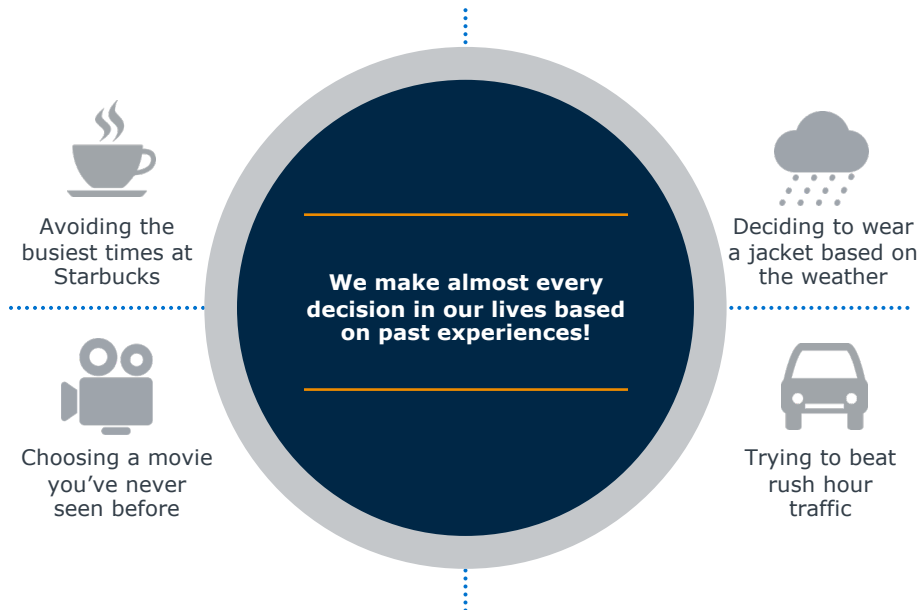 Avoiding the
busiest times at
Starbucks
Deciding to wear
a jacket based on
the weather
We make almost every
decision in our lives based
on past experiences!
Choosing a movie
you’ve never
seen before
Trying to beat
rush hour
traffic